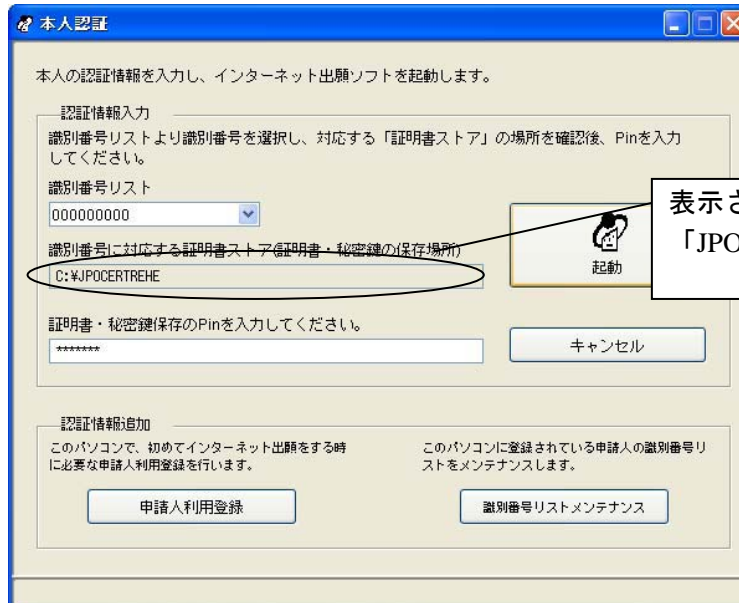 本人認証
本人の認証情報を入力し、インターネット出願ソフトを起動します。
認証情報入力
識別番号リストより識別番号を選択し、対応する「証明書ストア」の場所を確認後、Pinを入力
してください。
識別番号リスト
000000000
表示さ
「JPO
識別番号に対応する証明書ストア(証明書・秘密鍵の保存場所)
C:¥JPOCERTREHE
起動
証明書・秘密鍵保存のPinを入力してください。
*******
キャンセル
認証情報追加
このパソコンで、初めてインターネット出願をする時
に必要な申請人利用登録を行います。
申請人利用登録
このパソコンに登録されている申請人の識別番号リ
ストをメンテナンスします。
識別番号リストメンテナンス